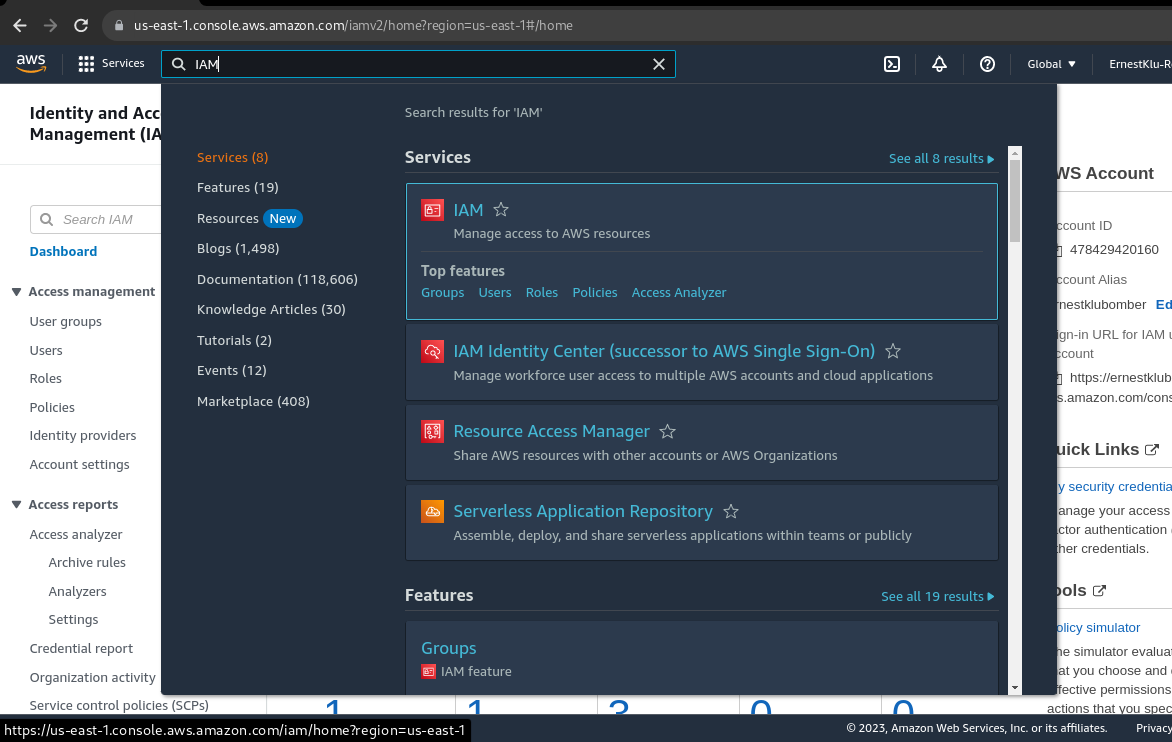 us-east-1.console.aws.amazon.com/iamv2/home?region=us-east-1#/home
aws
Services
IAM
Global
ErnestKlu-R
Identity and Acc
Management (IA
Search IAM
Dashboard
Access management
User groups
Users
Roles
Policies
Identity providers
Account settings
Access reports
Access analyzer
Archive rules
Analyzers
Settings
Credential report
Organization activity
Service control policies (SCPs)
Search results for 'IAM'
Services (8)
Features (19)
Resources New
Blogs (1,498)
Documentation (118,606)
Knowledge Articles (30)
Tutorials (2)
Events (12)
Marketplace (408)
Services
See all 8 results
IAM
Manage access to AWS resources
Top features
Groups Users Roles Policies Access Analyzer
IAM Identity Center (successor to AWS Single Sign-On)
Manage workforce user access to multiple AWS accounts and cloud applications
Resource Access Manager
Share AWS resources with other accounts or AWS Organizations
Serverless Application Repository
Assemble, deploy, and share serverless applications within teams or publicly
Features
See all 19 results
Groups
IAM feature
WS Account
ccount ID
478429420160
ccount Alias
rnestklubomber Ed
ign-in URL for IAM u
ccount
https://ernestklub
s.amazon.com/cons
uick Links
y security credentia
anage your access
ctor authentication
ther credentials.
ools
olicy simulator
he simulator evaluat
at you choose and
ffective permissions
actions that you spec
1 1 3 0 0
https://us-east-1.console.aws.amazon.com/iam/home?region=us-east-1
© 2023, Amazon Web Services, Inc. or its affiliates.
Privacy